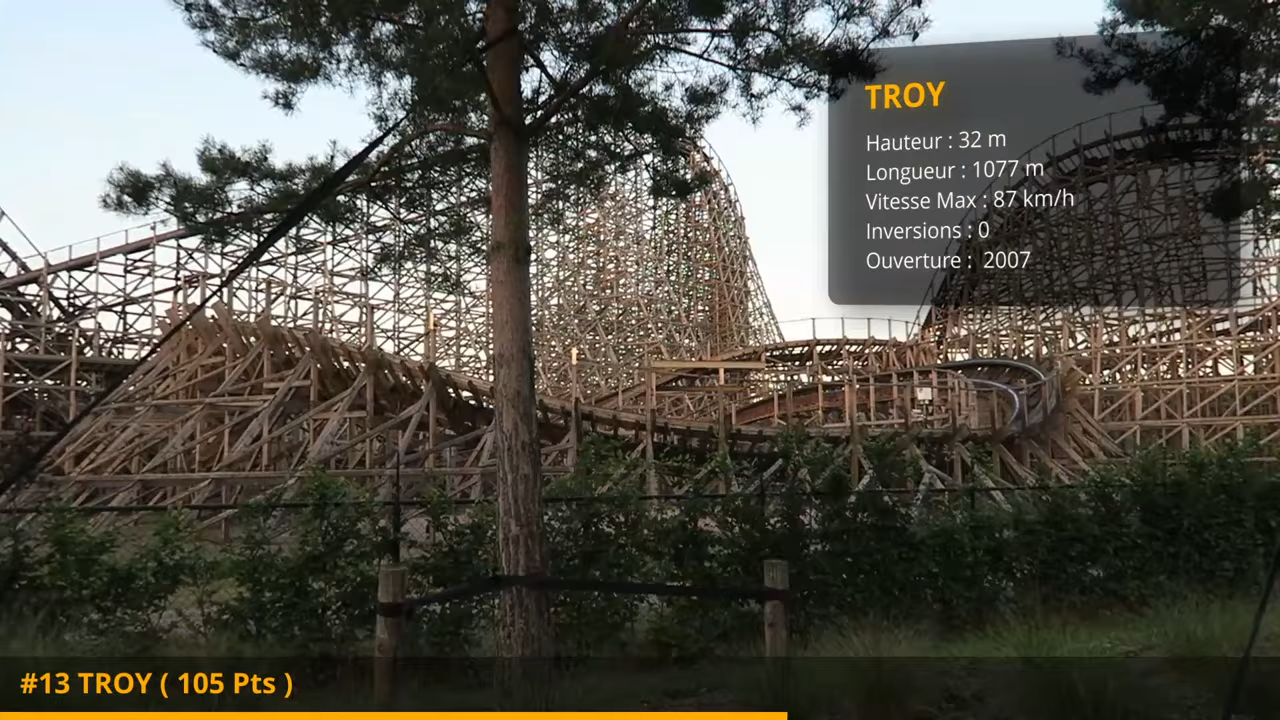 TROY
Hauteur : 32 m
Longueur : 1077 m
Vitesse Max : 87 km/h
Inversions : 0
Ouverture : 2007
#13 TROY ( 105 Pts )